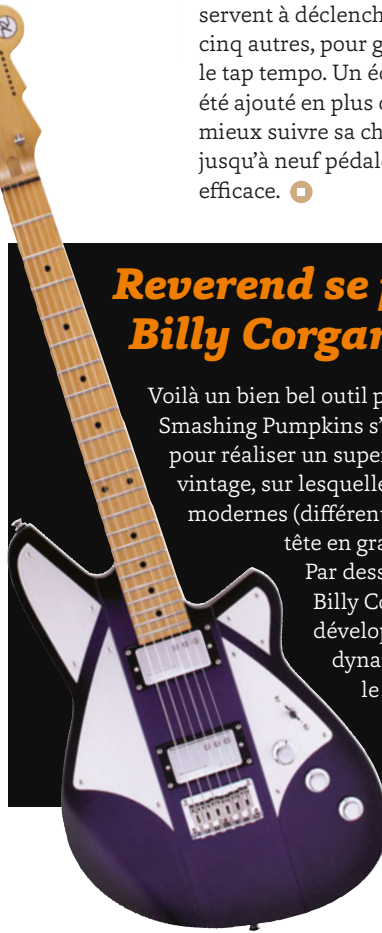 servent à déclench
cinq autres, pour g
le tap tempo. Un éc
été ajouté en plus
mieux suivre sa ch
jusqu'à neuf pédal
efficace.
Reverend se
Billy Corgan
Voilà un bien bel outil p
Smashing Pumpkins s'
pour réaliser un super
vintage, sur lesquelle
modernes (différent
tête en gra
Par dess
Billy Co
dévelop
dyna
le